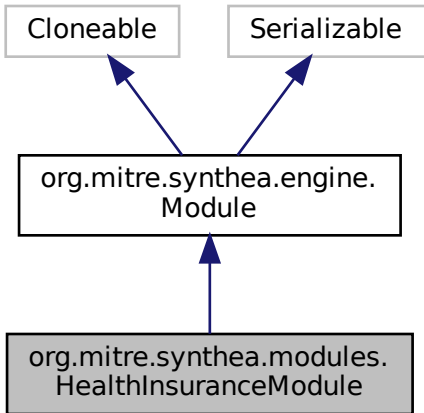 Cloneable
Serializable
org.mitre.synthea.engine.
Module
org.mitre.synthea.modules.
HealthInsuranceModule